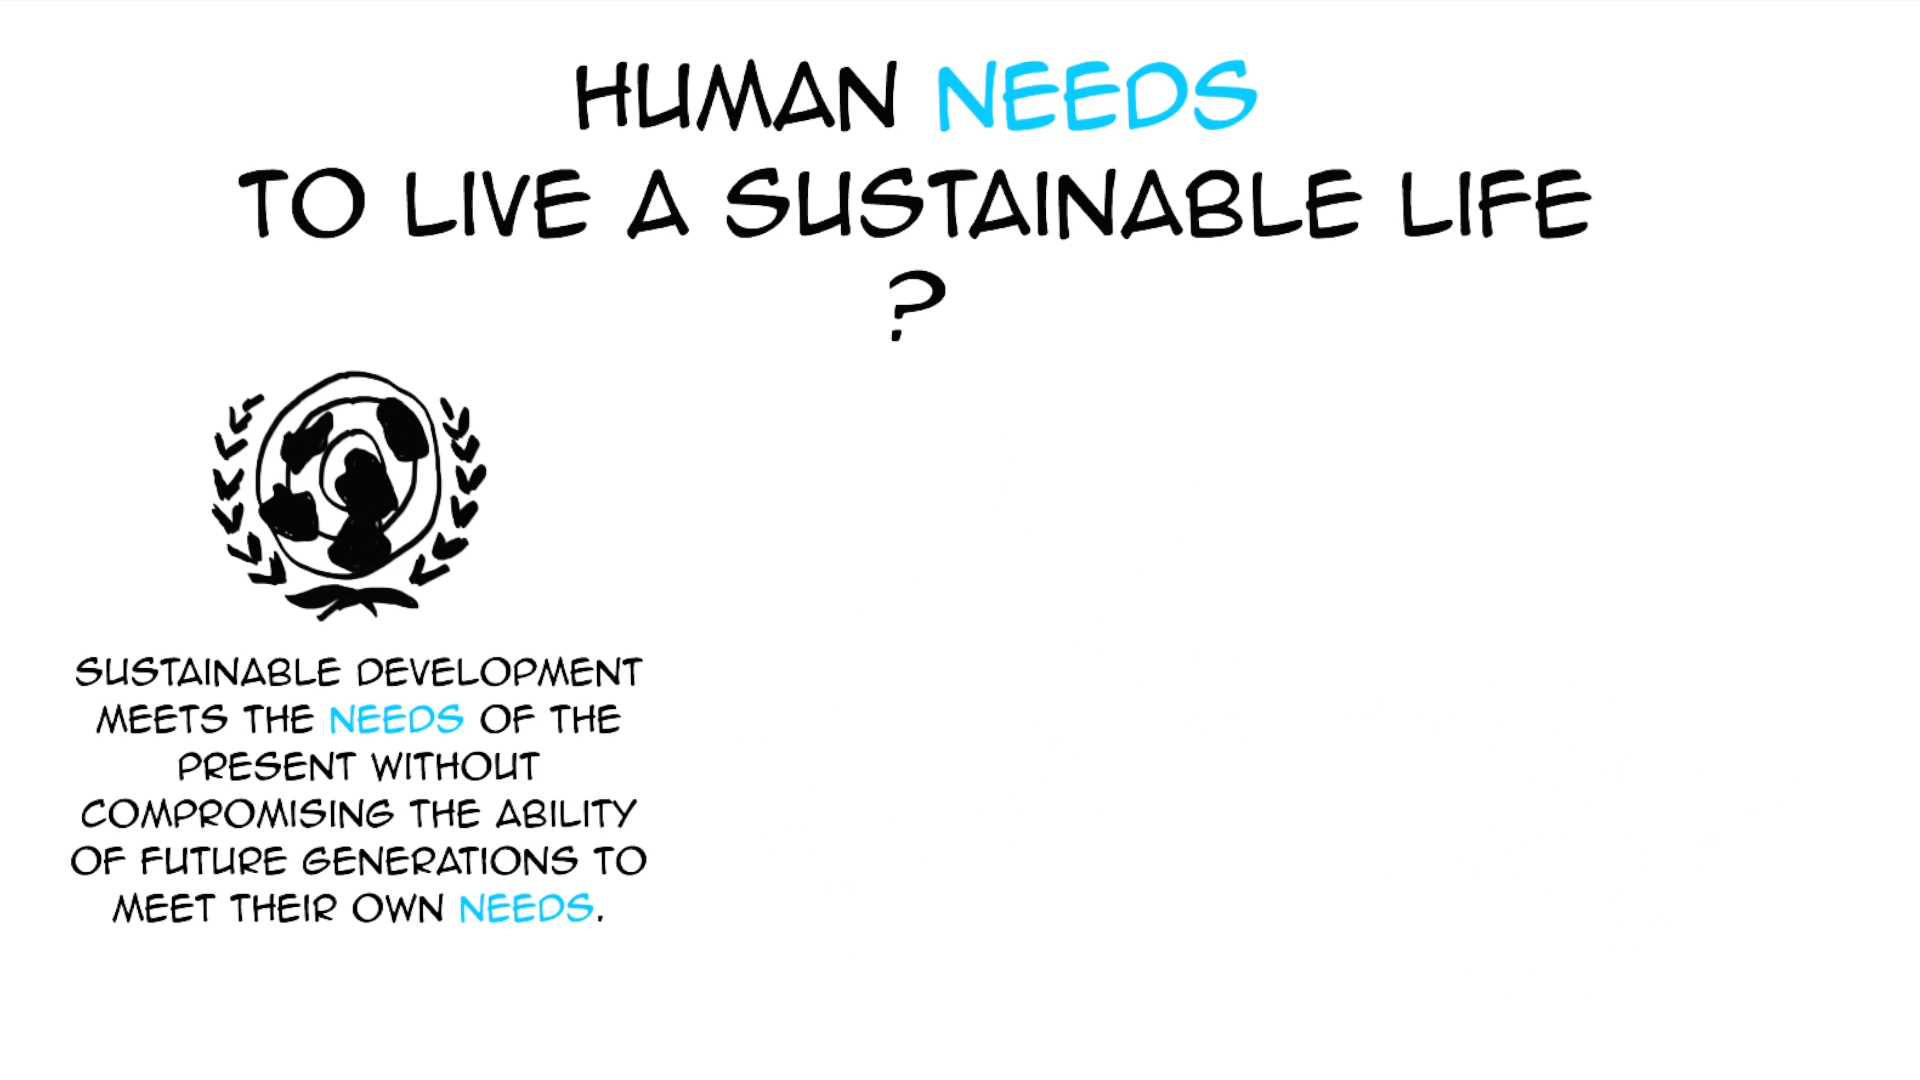 HUMAN NEEDS
TO LIVE A SUSTAINABLE LIFE
?
SUSTAINABLE DEVELOPMENT
MEETS THE NEEDS OF THE
PRESENT WITHOUT
COMPROMISING THE ABILITY
OF FUTURE GENERATIONS TO
MEET THEIR OWN NEEDS.